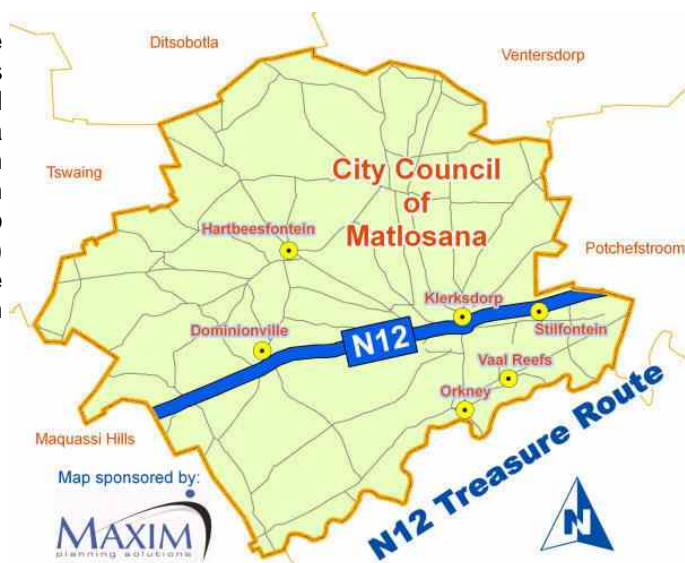 Ditsobotla
Ventersdorp
Tswaing
City Council
of
Matlosana
Hartbeesfontein
Potchefstroom
Klerksdorp
Stilfontein
Dominionville
N12
Vaal Reefs
Orkney
Maquassi Hills
N12 Treasure Route
Map sponsored by:
MAXIM
planning solutions
N